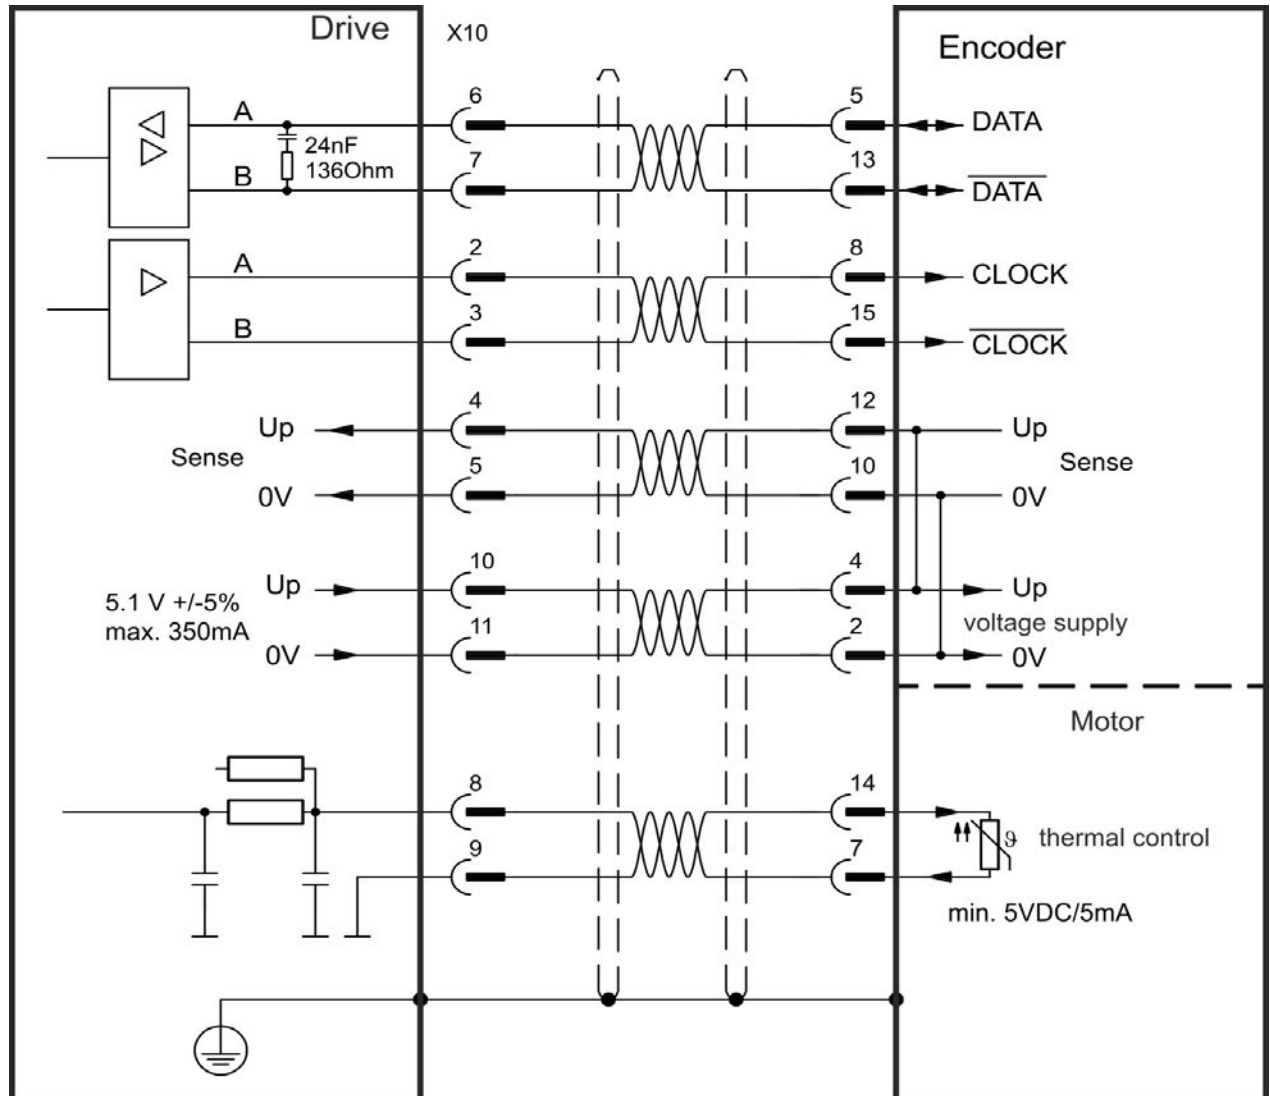 Drive
X10
Encoder
A
6
5
DATA
24nF
136Ohm
B
7
13
DATA
A
2
8
CLOCK
B
3
15
CLOCK
Up
4
12
Up
Sense
Sense
0V
5
10
0V
Up
10
4
Up
5.1 V +/-5%
max. 350mA
voltage supply
0V
11
2
0V
Motor
8
14
ϑ thermal control
9
7
min. 5VDC/5mA